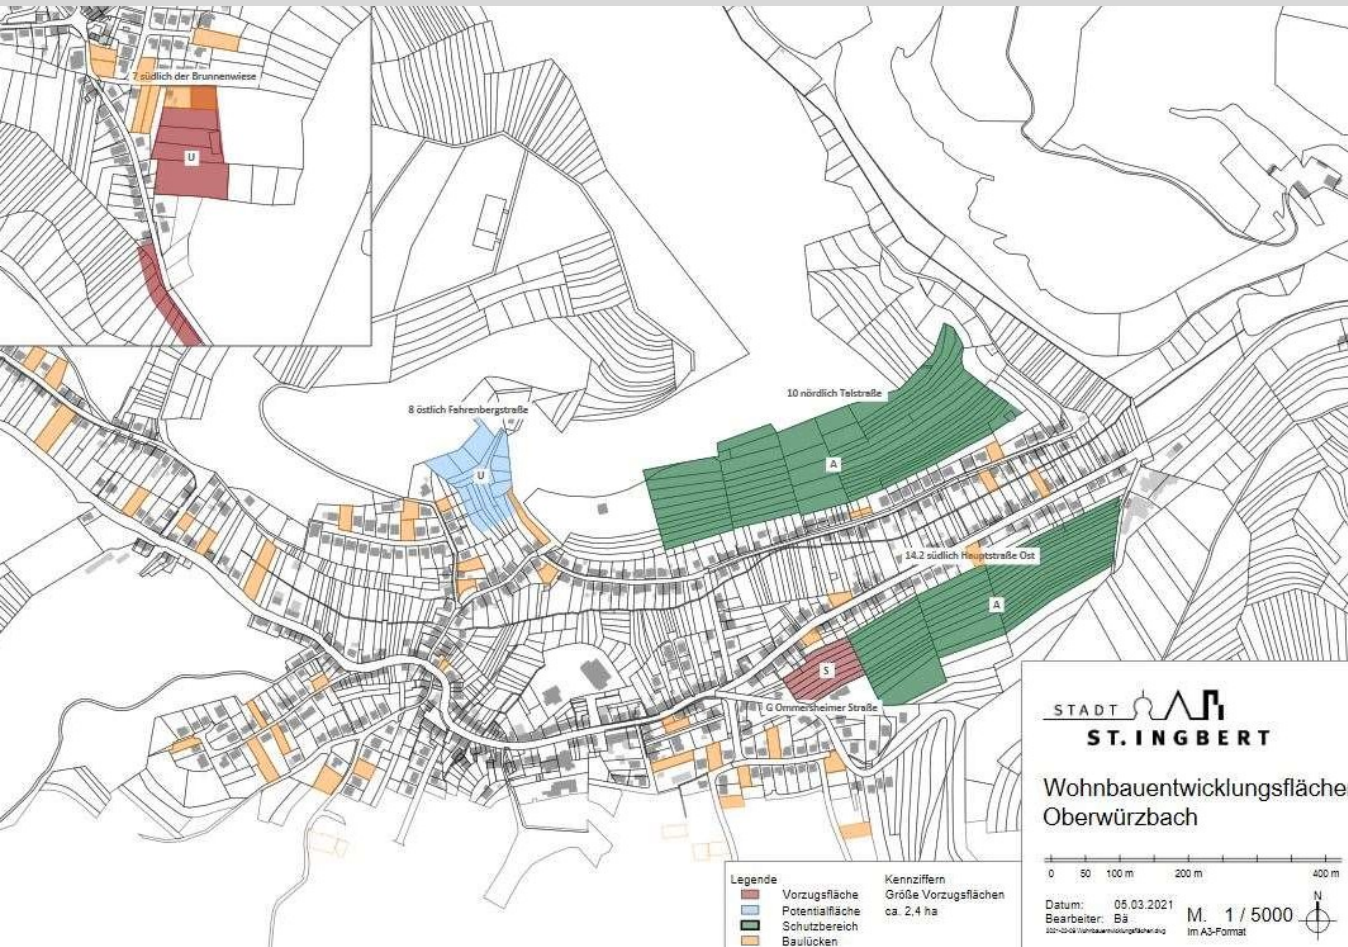 7 südlich der Brunnenwiese
U
8 östlich Fahrenbergstraße
U
10 nördlich Talstraße
A
14.2 südlich Hauptstraße Ost
A
S
G Ommersheimer Straße
STADT
ST. INGBERT
Wohnbauentwicklungsflächen
Oberwürzbach
0 50 100 m 200 m 400 m
N
Datum: 05.03.2021
Bearbeiter: Bä
M. 1 / 5000
Im A3-Format
Legende
Vorzugsfläche
Potentialfläche
Schutzbereich
Baulücken
Kennziffern
Größe Vorzugsflächen
ca. 2,4 ha